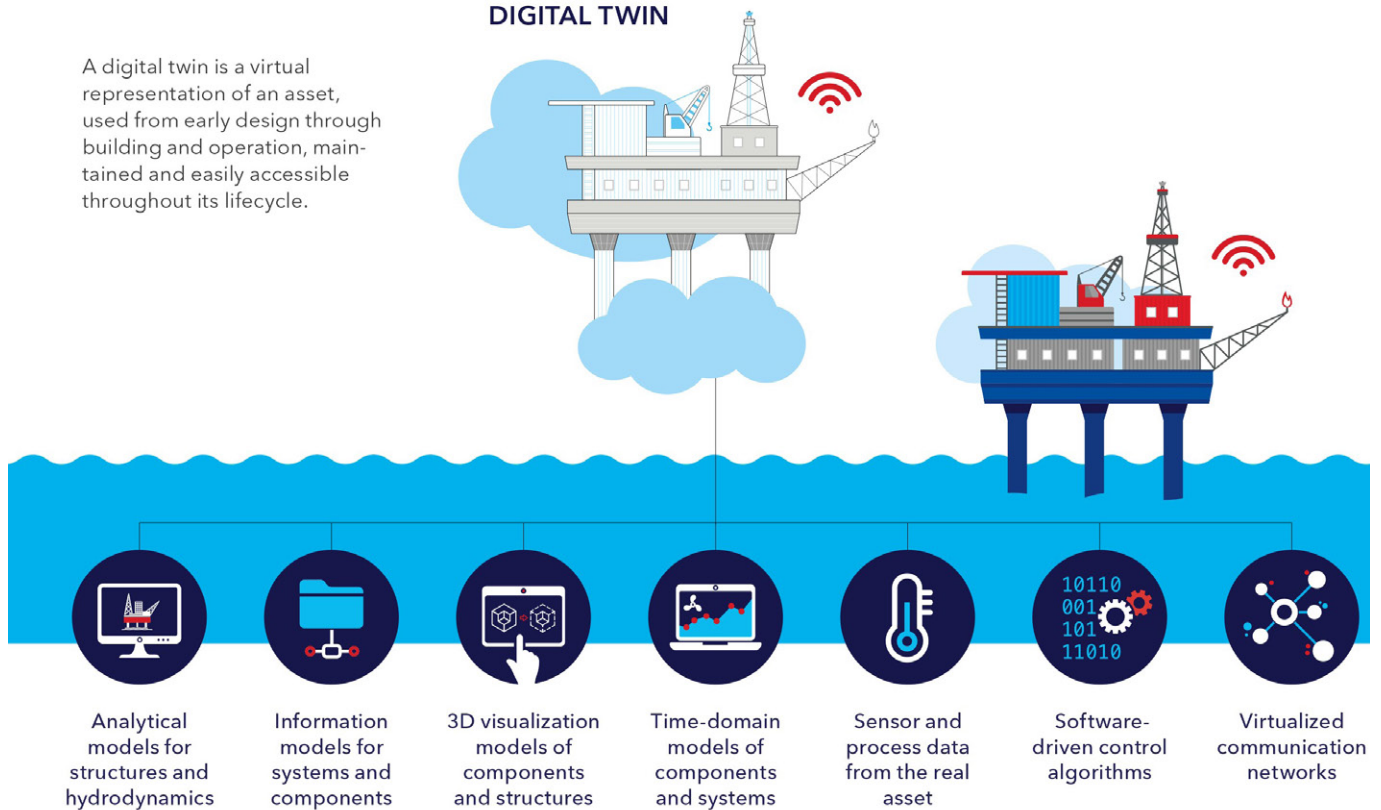 DIGITAL TWIN
A digital twin is a virtual
representation of an asset,
used from early design through
building and operation, main-
tained and easily accessible
throughout its lifecycle.
10110
001
101
11010
Analytical
models for
structures and
hydrodynamics
Information
models for
systems and
components
3D visualization
models of
components
and structures
Time-domain
models of
components
and systems
Sensor and
process data
from the real
asset
Software-
driven control
algorithms
Virtualized
communication
networks